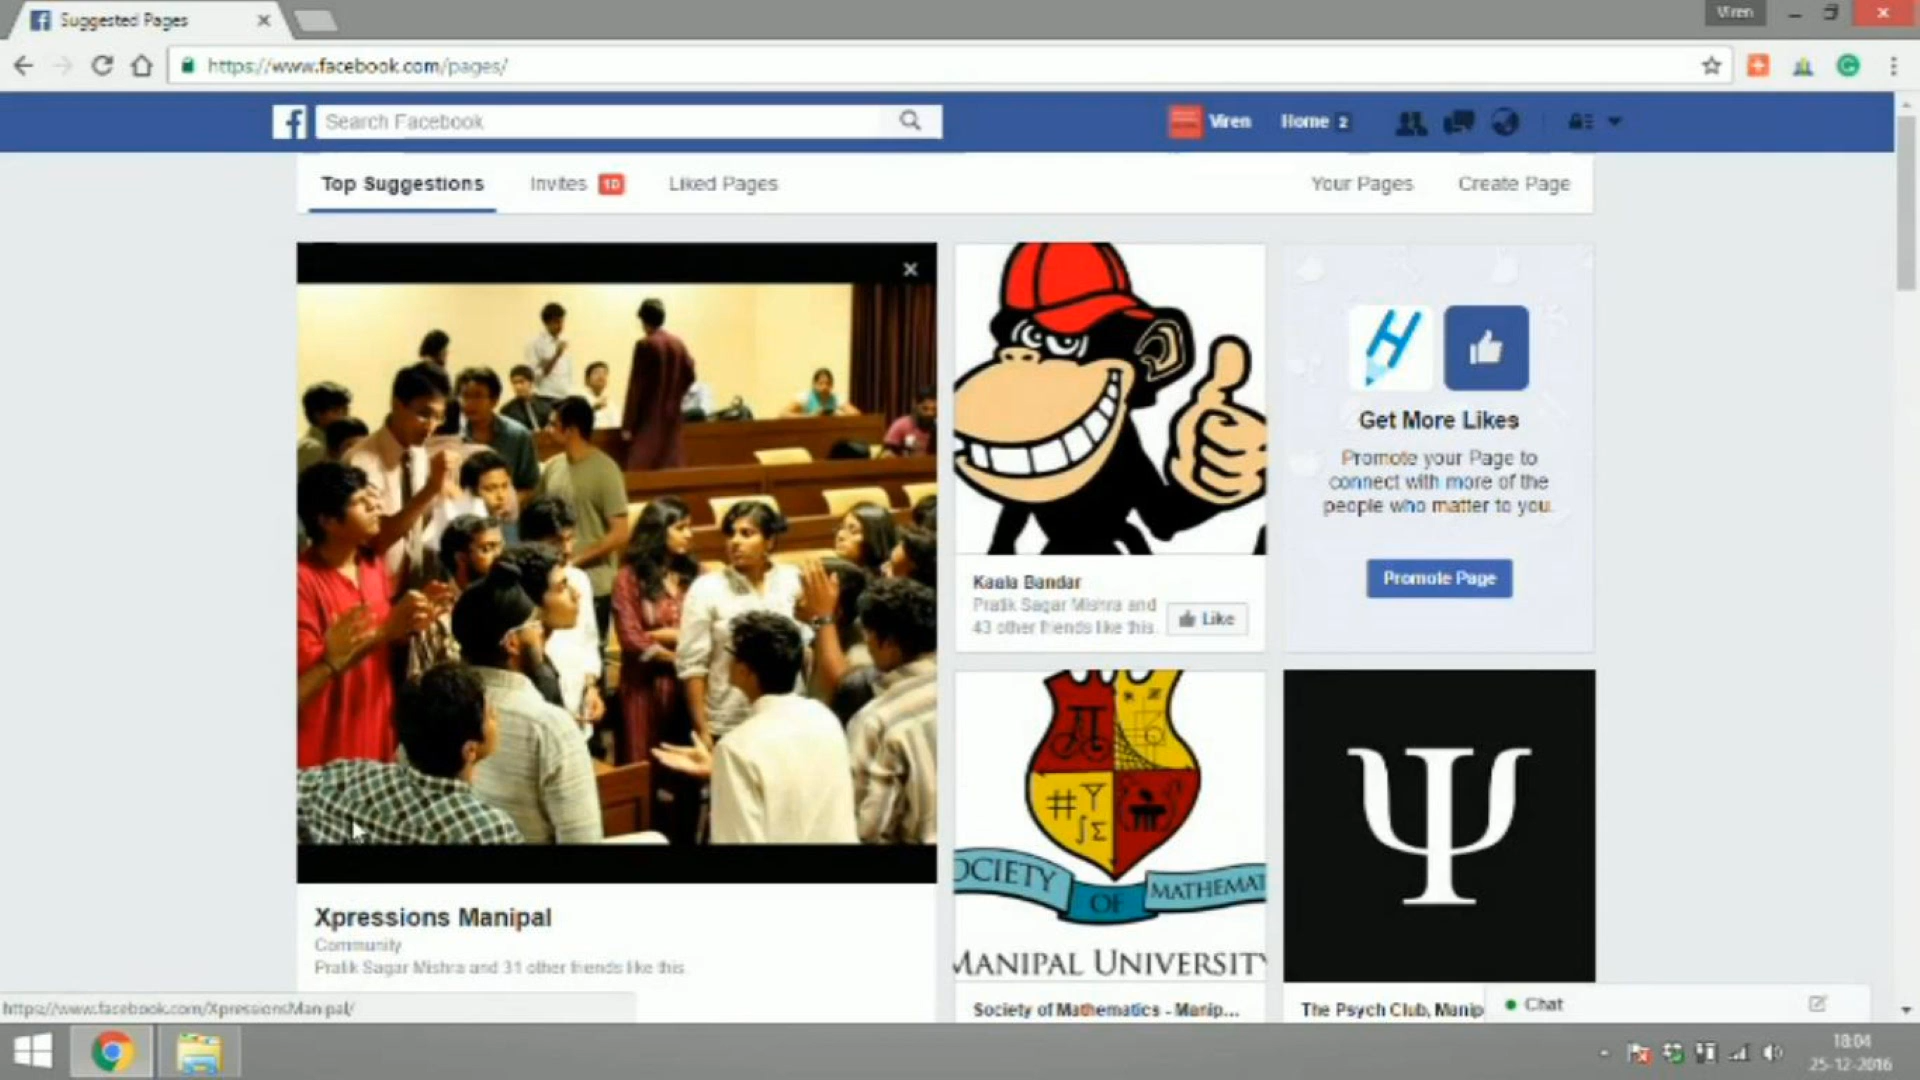 Suggested Pages
Viren
https://www.facebook.com/pages/
Search Facebook
Viren
Home 2
Top Suggestions
Invites 10
Liked Pages
Your Pages
Create Page
Get More Likes
Promote your Page to
connect with more of the
people who matter to you.
Promote Page
Kaala Bandar
Pratik Sagar Mishra and
43 other friends like this.
Like
OCIETY
OF
MATHEMAT
MANIPAL UNIVERSITY
Xpressions Manipal
Community
Pratik Sagar Mishra and 31 other friends like this.
Society of Mathematics - Manip...
The Psych Club, Manip
Chat
https://www.facebook.com/XpressionsManipal/
18:04
25-12-2016